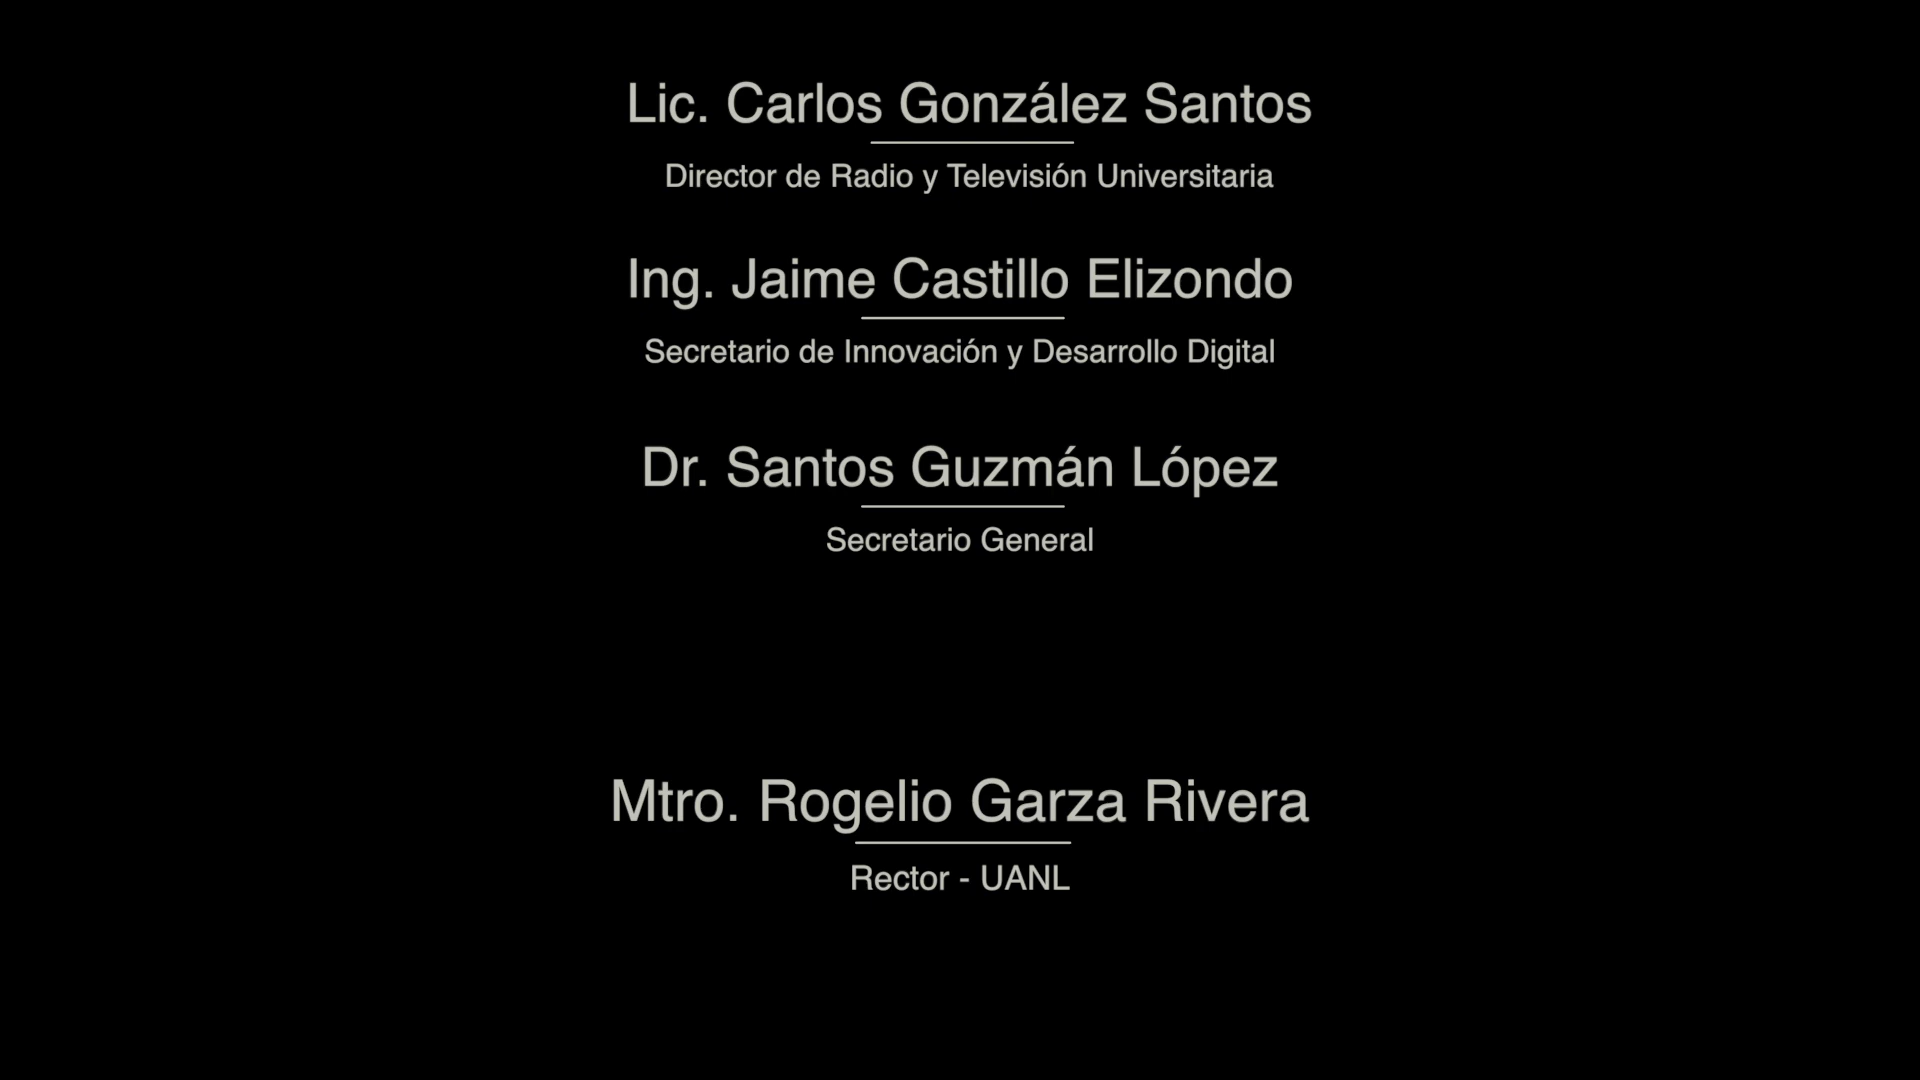 Lic. Carlos González Santos
Director de Radio y Televisión Universitaria
Ing. Jaime Castillo Elizondo
Secretario de Innovación y Desarrollo Digital
Dr. Santos Guzmán López
Secretario General
Mtro. Rogelio Garza Rivera
Rector - UANL